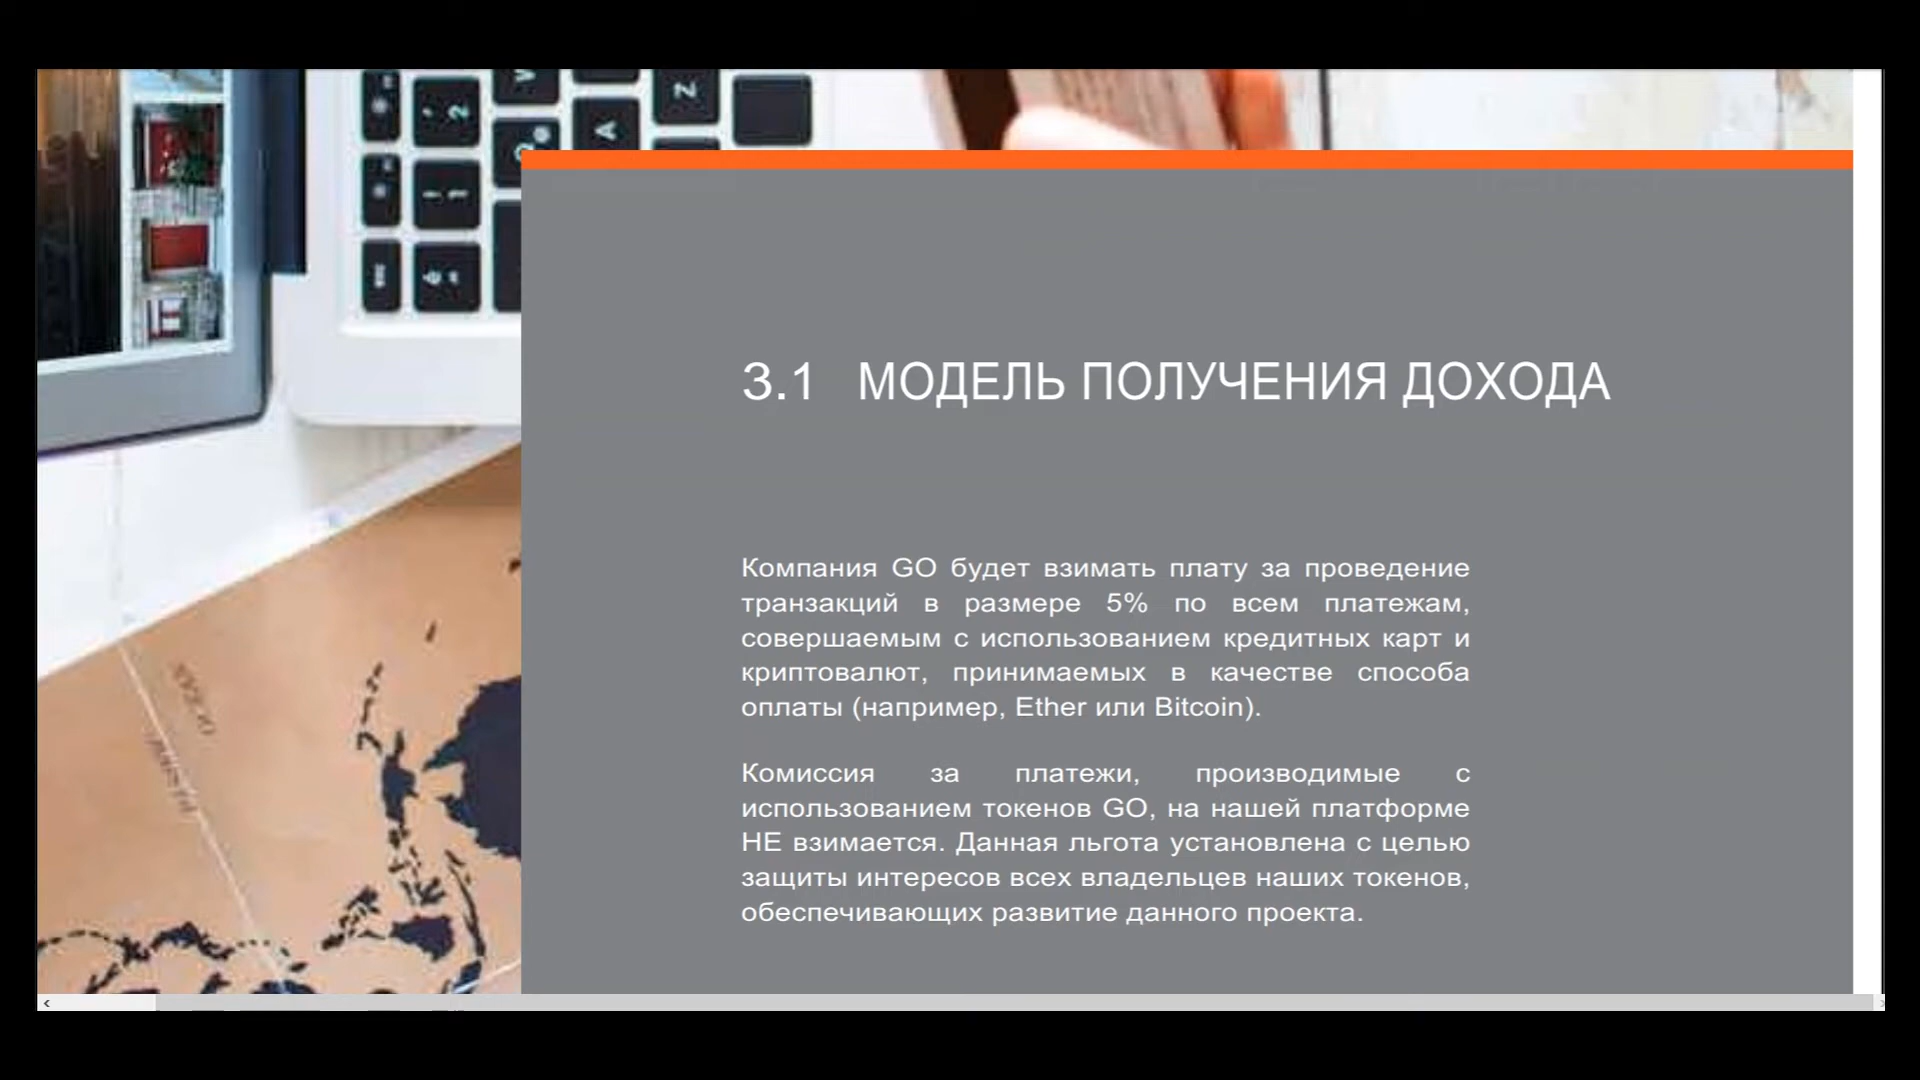 3.1 МОДЕЛЬ ПОЛУЧЕНИЯ ДОХОДА
Компания GO будет взимать плату за проведение
транзакций в размере 5% по всем платежам,
совершаемым с использованием кредитных карт и
криптовалют, принимаемых в качестве способа
оплаты (например, Ether или Bitcoin).
Комиссия за платежи, производимые с
использованием токенов GO, на нашей платформе
НЕ взимается. Данная льгота установлена с целью
защиты интересов всех владельцев наших токенов,
обеспечивающих развитие данного проекта.